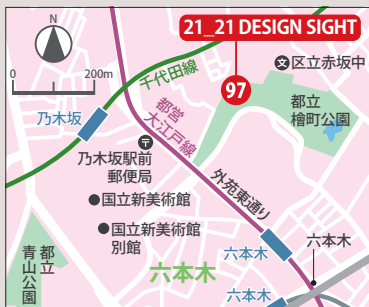 N
0 200m
21_21 DESIGN SIGHT
97
区立赤坂中
千代田線
都立
檜町公園
乃木坂
都営
大江戸線
乃木坂駅前
郵便局
外苑東通り
国立新美術館
国立新美術館
別館
六本木
六本木
六本木
六本木
都立
青山公園